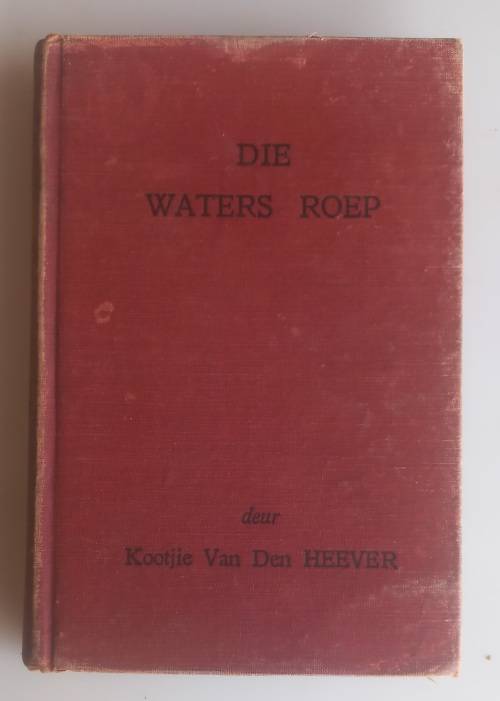 DIE
WATERS ROEP
deur
Kootjie Van Den HEEVER